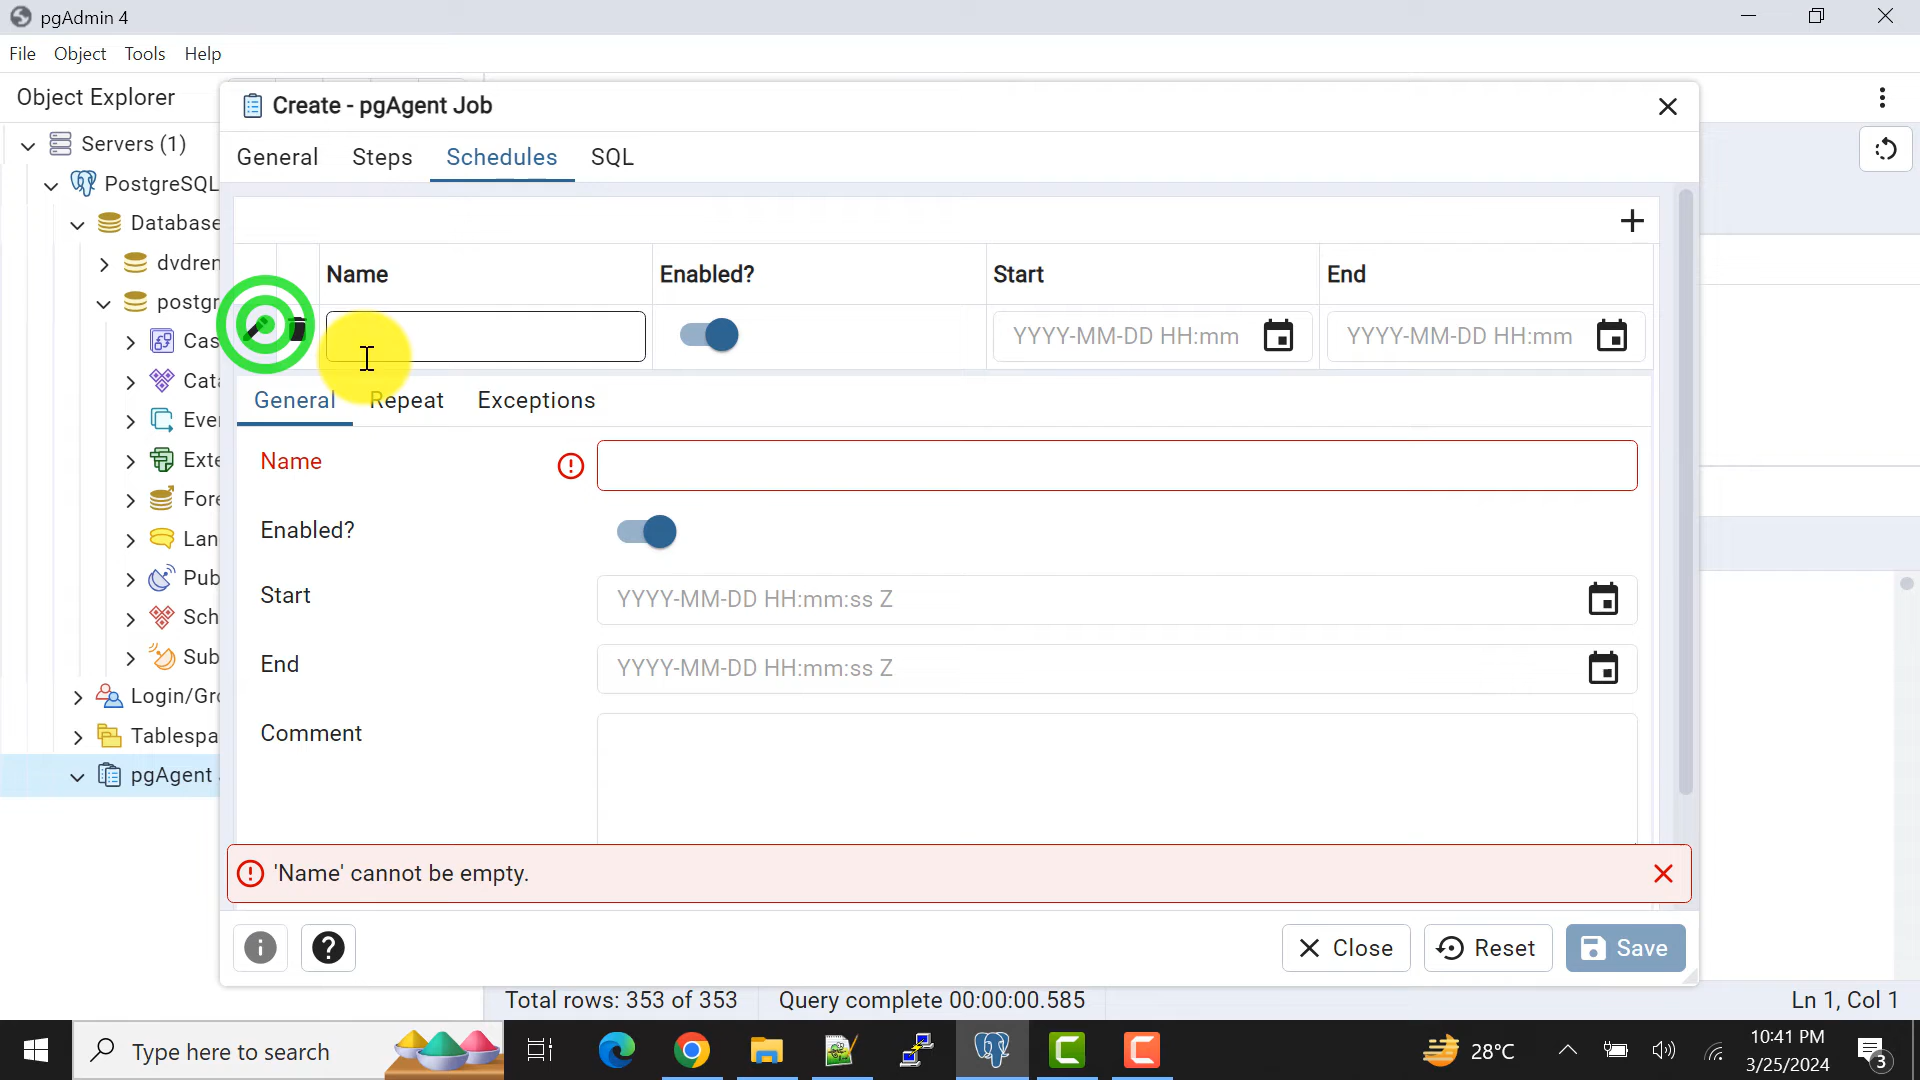 pgAdmin 4
File Object Tools Help
Object Explorer
Create - pgAgent Job
General Steps Schedules SQL
Servers (1)
PostgreSQL
Database
dvdren
postgr
Cas
Cata
Eve
Exte
Fore
Lan
Pub
Sch
Sub
Login/Gro
Tablespa
pgAgent
Name Enabled? Start End
YYYY-MM-DD HH:mm YYYY-MM-DD HH:mm
General Repeat Exceptions
Name
Enabled?
Start YYYY-MM-DD HH:mm:ss Z
End YYYY-MM-DD HH:mm:ss Z
Comment
'Name' cannot be empty.
Close Reset Save
Total rows: 353 of 353 Query complete 00:00:00.585 Ln 1, Col 1
Type here to search
28°C
10:41 PM
3/25/2024
3